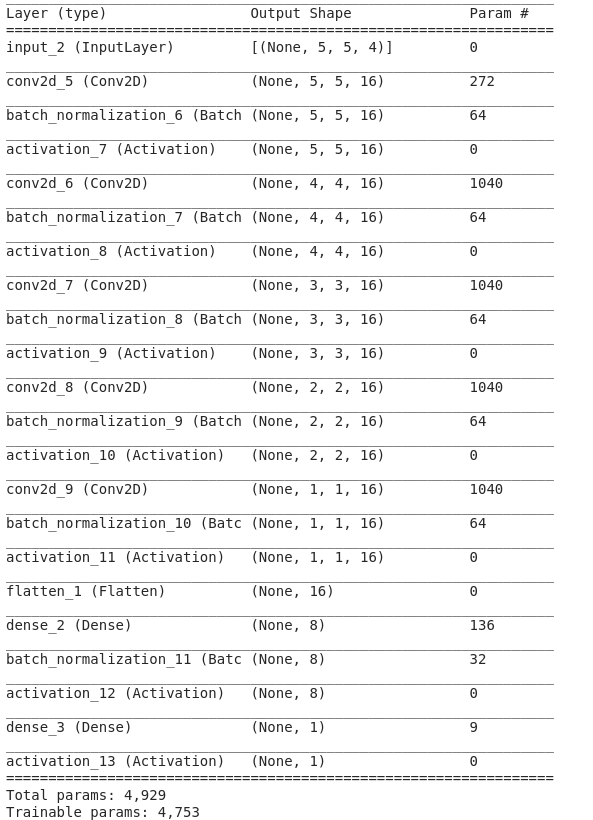 Layer (type) Output Shape Param #
=================================================================
input_2 (InputLayer) [(None, 5, 5, 4)] 0
conv2d_5 (Conv2D) (None, 5, 5, 16) 272
batch_normalization_6 (Batch (None, 5, 5, 16) 64
activation_7 (Activation) (None, 5, 5, 16) 0
conv2d_6 (Conv2D) (None, 4, 4, 16) 1040
batch_normalization_7 (Batch (None, 4, 4, 16) 64
activation_8 (Activation) (None, 4, 4, 16) 0
conv2d_7 (Conv2D) (None, 3, 3, 16) 1040
batch_normalization_8 (Batch (None, 3, 3, 16) 64
activation_9 (Activation) (None, 3, 3, 16) 0
conv2d_8 (Conv2D) (None, 2, 2, 16) 1040
batch_normalization_9 (Batch (None, 2, 2, 16) 64
activation_10 (Activation) (None, 2, 2, 16) 0
conv2d_9 (Conv2D) (None, 1, 1, 16) 1040
batch_normalization_10 (Batc (None, 1, 1, 16) 64
activation_11 (Activation) (None, 1, 1, 16) 0
flatten_1 (Flatten) (None, 16) 0
dense_2 (Dense) (None, 8) 136
batch_normalization_11 (Batc (None, 8) 32
activation_12 (Activation) (None, 8) 0
dense_3 (Dense) (None, 1) 9
activation_13 (Activation) (None, 1) 0
=================================================================
Total params: 4,929
Trainable params: 4,753